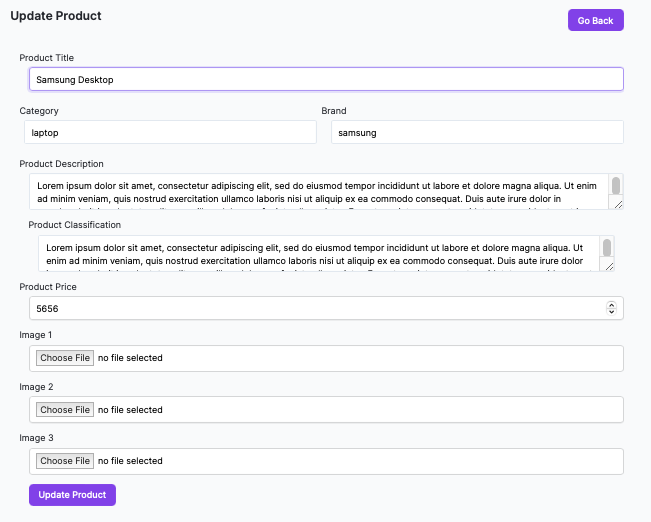 Update Product
Go Back
Product Title
Samsung Desktop
Category
Brand
laptop
samsung
Product Description
Lorem ipsum dolor sit amet, consectetur adipiscing elit, sed do eiusmod tempor incididunt ut labore et dolore magna aliqua. Ut enim
ad minim veniam, quis nostrud exercitation ullamco laboris nisi ut aliquip ex ea commodo consequat. Duis aute irure dolor in
Product Classification
Lorem ipsum dolor sit amet, consectetur adipiscing elit, sed do eiusmod tempor incididunt ut labore et dolore magna aliqua. Ut
enim ad minim veniam, quis nostrud exercitation ullamco laboris nisi ut aliquip ex ea commodo consequat. Duis aute irure dolor
Product Price
5656
Image 1
Choose File no file selected
Image 2
Choose File no file selected
Image 3
Choose File no file selected
Update Product